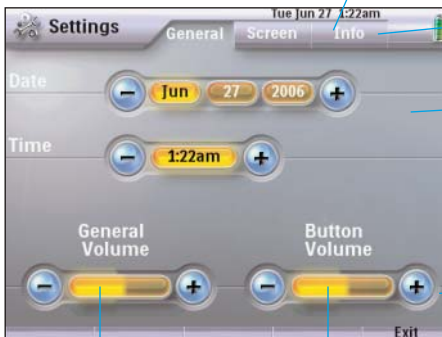 Tue Jun 27 1:22am
Settings
General Screen Info
Date
- Jun 27 2006 +
Time
- 1:22am +
General Volume
Button Volume
- + - +
Exit